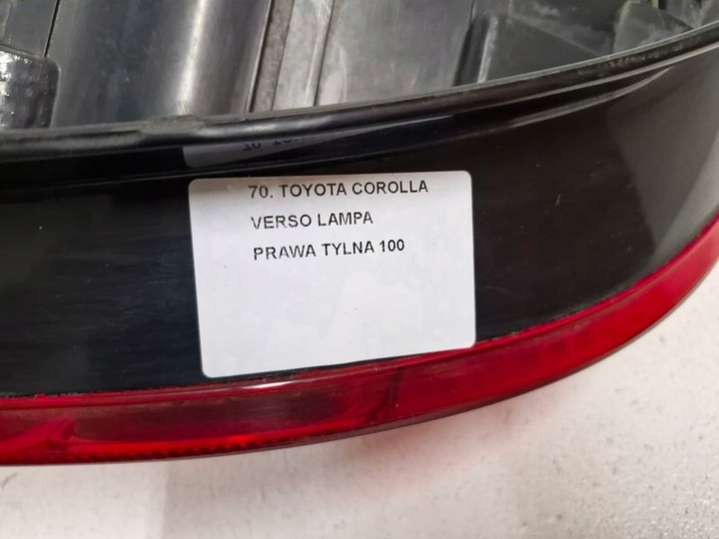 70. TOYOTA COROLLA
VERSO LAMPA
PRAWA TYLNA 100